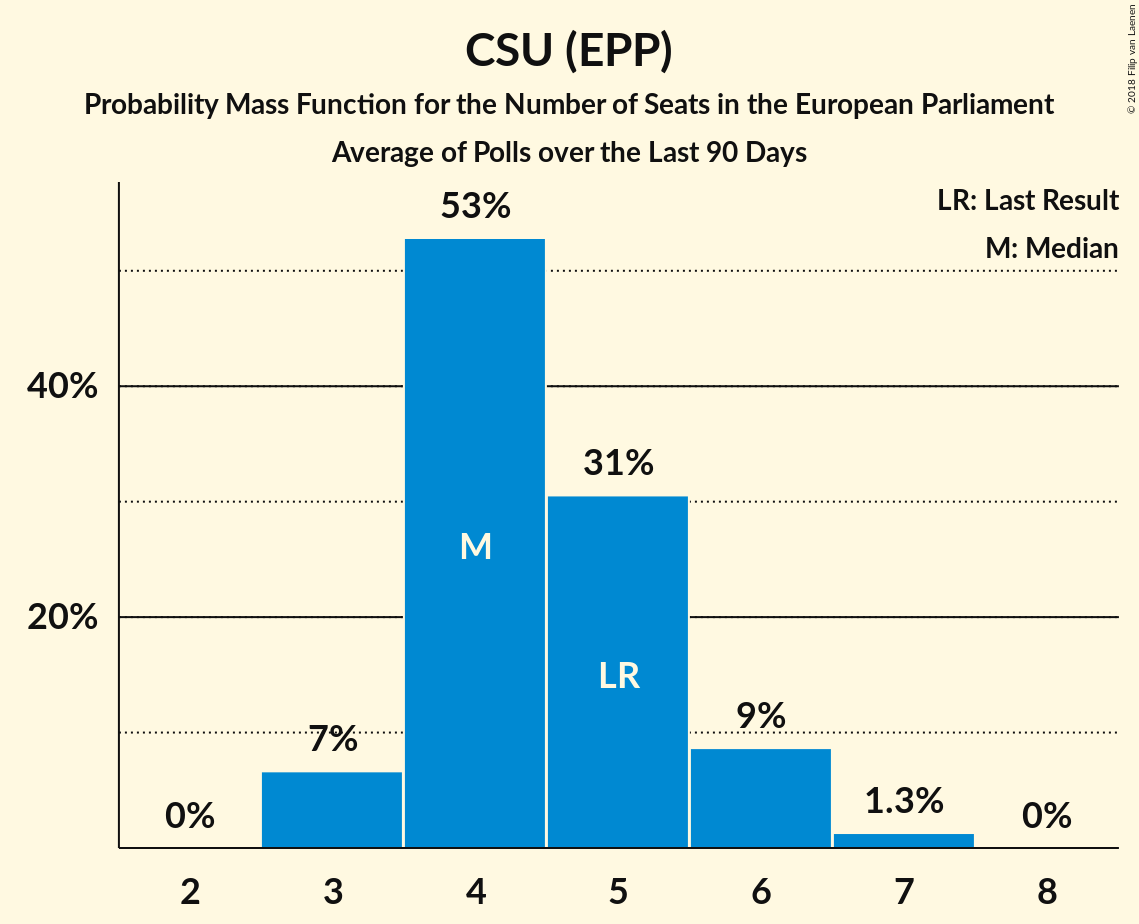 CSU (EPP)
Probability Mass Function for the Number of Seats in the European Parliament
Average of Polls over the Last 90 Days
© 2018 Filip van Laenen
LR: Last Result
M: Median
53%
40%
31%
M
20%
LR
9%
7%
1.3%
0%
0%
2 3 4 5 6 7 8